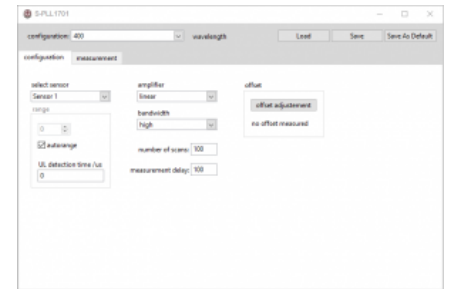 S-PLL1701
configuration: 400 wavelength Load Save Save As Default
configuration measurement
select sensor
Sensor 1
range
0
autorange
UL detection time /us
0
amplifier
linear
bandwidth
high
number of scans: 100
measurement delay: 100
offset
offset adjustement
no offset measured